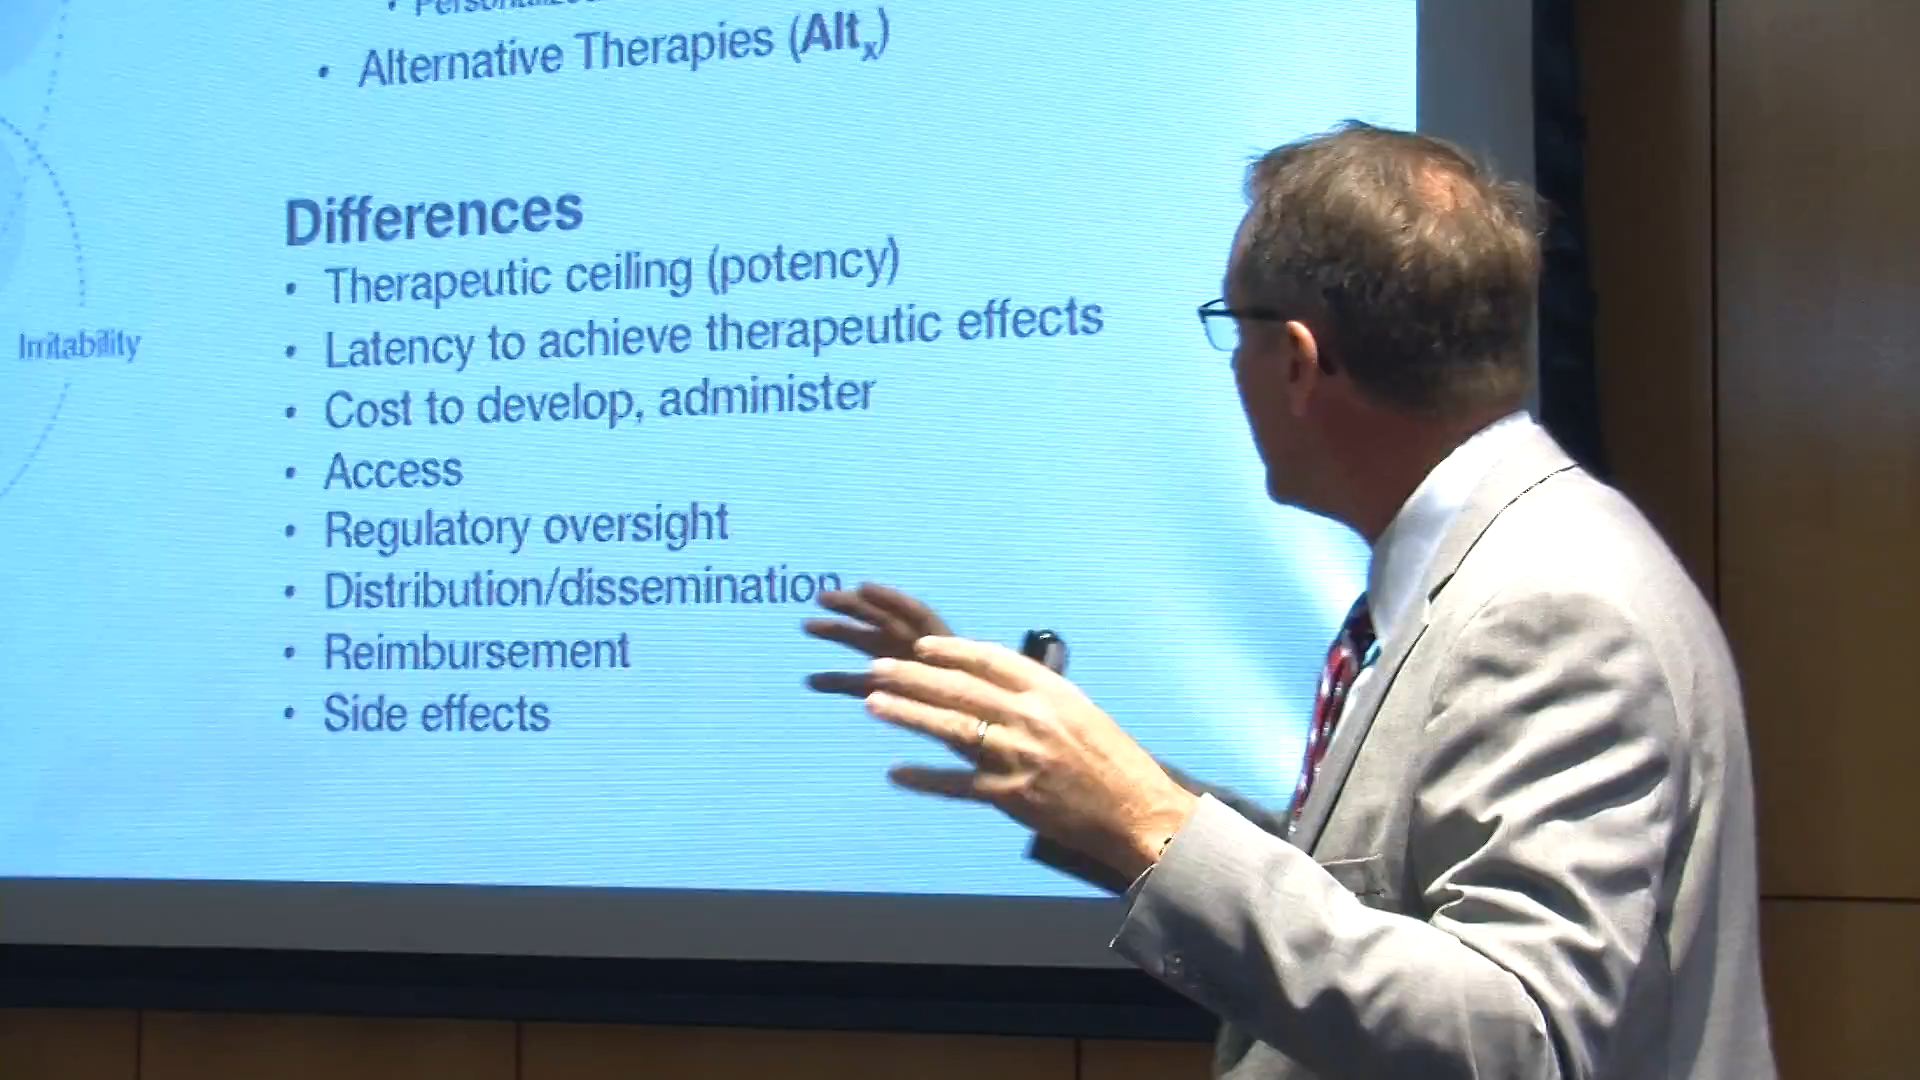 • Alternative Therapies (Altx)
Differences
• Therapeutic ceiling (potency)
• Latency to achieve therapeutic effects
• Cost to develop, administer
• Access
• Regulatory oversight
• Distribution/dissemination
• Reimbursement
• Side effects
Irritability